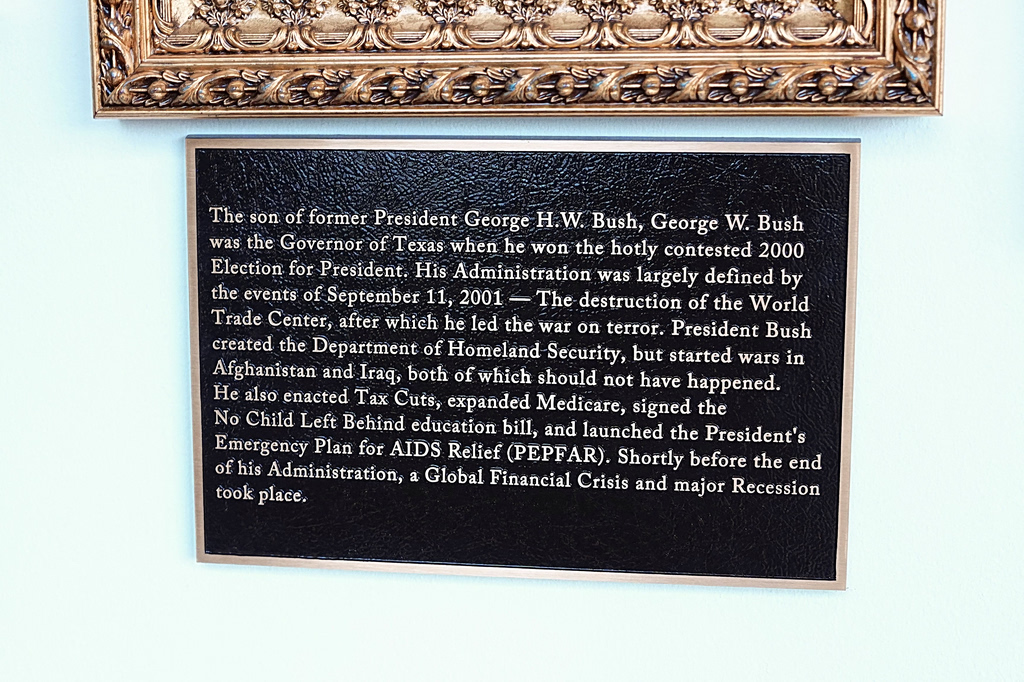 The son of former President George H.W. Bush, George W. Bush
was the Governor of Texas when he won the hotly contested 2000
Election for President. His Administration was largely defined by
the events of September 11, 2001 — The destruction of the World
Trade Center, after which he led the war on terror. President Bush
created the Department of Homeland Security, but started wars in
Afghanistan and Iraq, both of which should not have happened.
He also enacted Tax Cuts, expanded Medicare, signed the
No Child Left Behind education bill, and launched the President's
Emergency Plan for AIDS Relief (PEPFAR). Shortly before the end
of his Administration, a Global Financial Crisis and major Recession
took place.